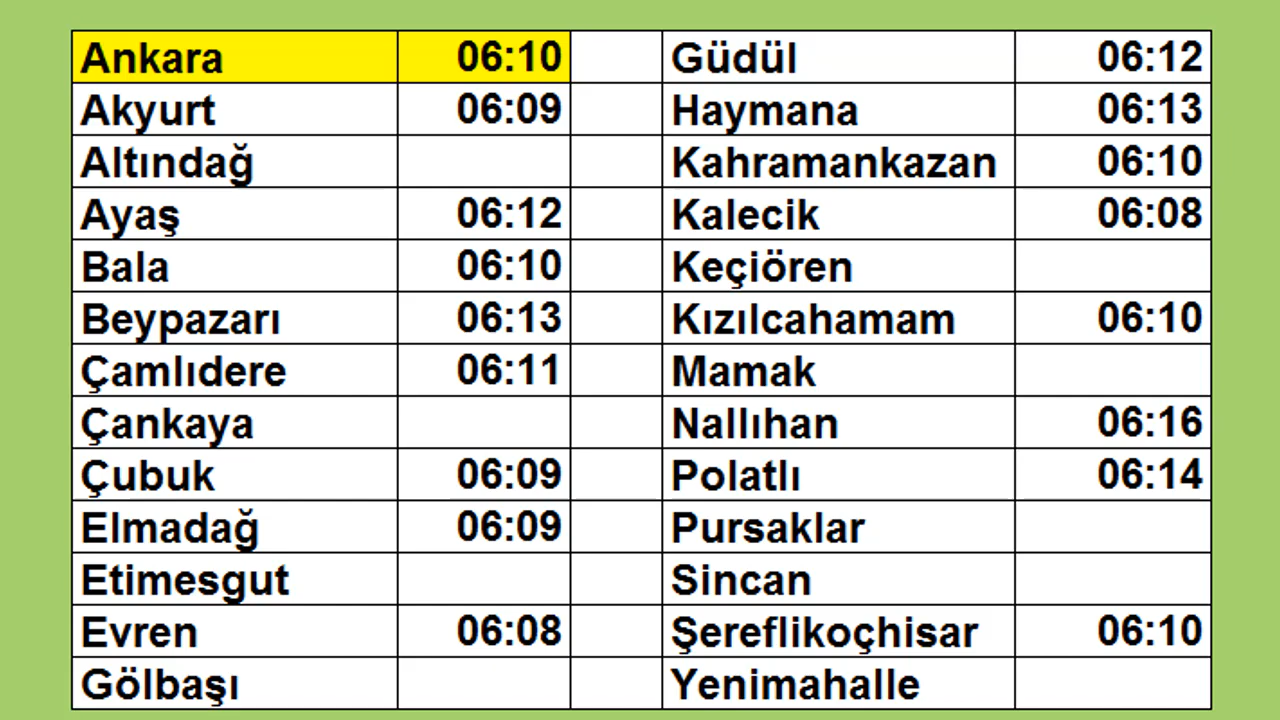 Ankara 06:10 Güdül 06:12
Akyurt 06:09 Haymana 06:13
Altındağ Kahramankazan 06:10
Ayaş 06:12 Kalecik 06:08
Bala 06:10 Keçiören
Beypazarı 06:13 Kızılcahamam 06:10
Çamlıdere 06:11 Mamak
Çankaya Nallıhan 06:16
Çubuk 06:09 Polatlı 06:14
Elmadağ 06:09 Pursaklar
Etimesgut Sincan
Evren 06:08 Şereflikoçhisar 06:10
Gölbaşı Yenimahalle